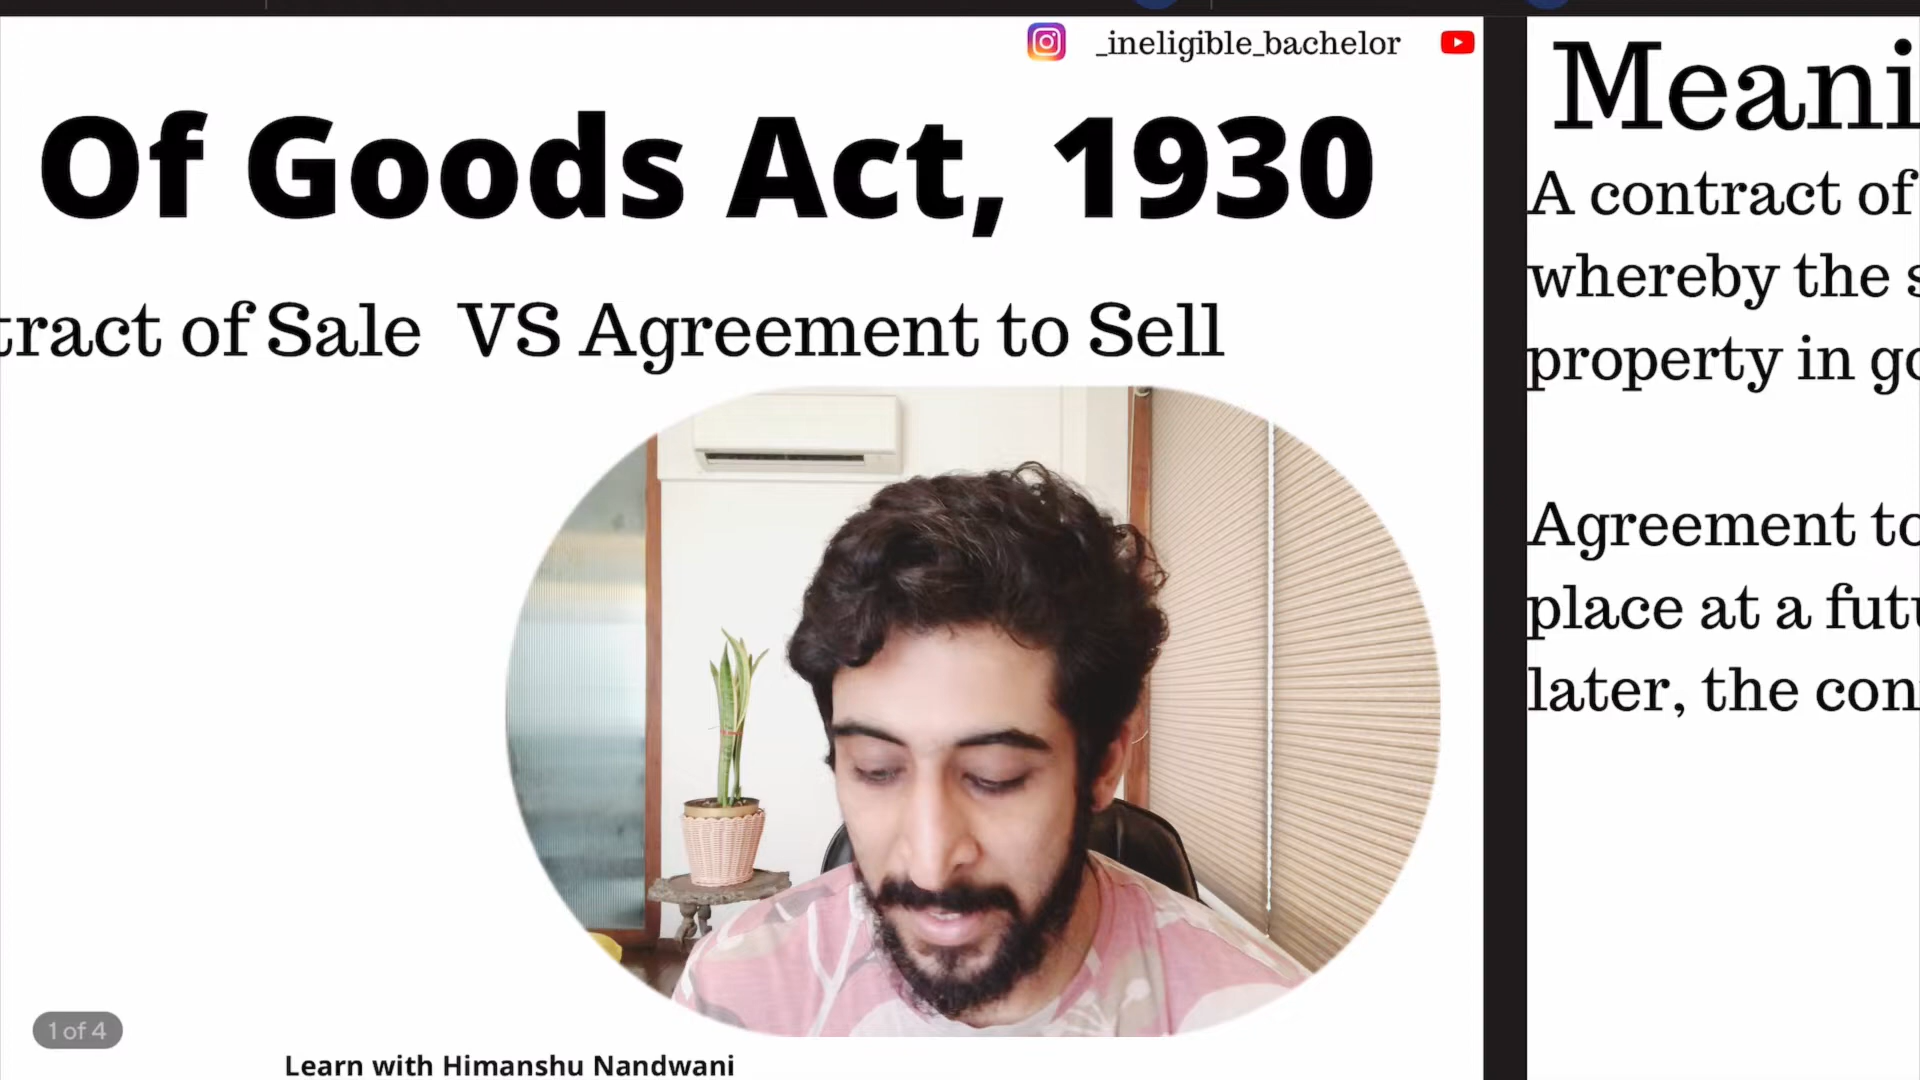 _ineligible_bachelor
Of Goods Act, 1930
tract of Sale VS Agreement to Sell
1 of 4
Learn with Himanshu Nandwani
Meani
A contract of
whereby the s
property in go
Agreement to
place at a futu
later, the con